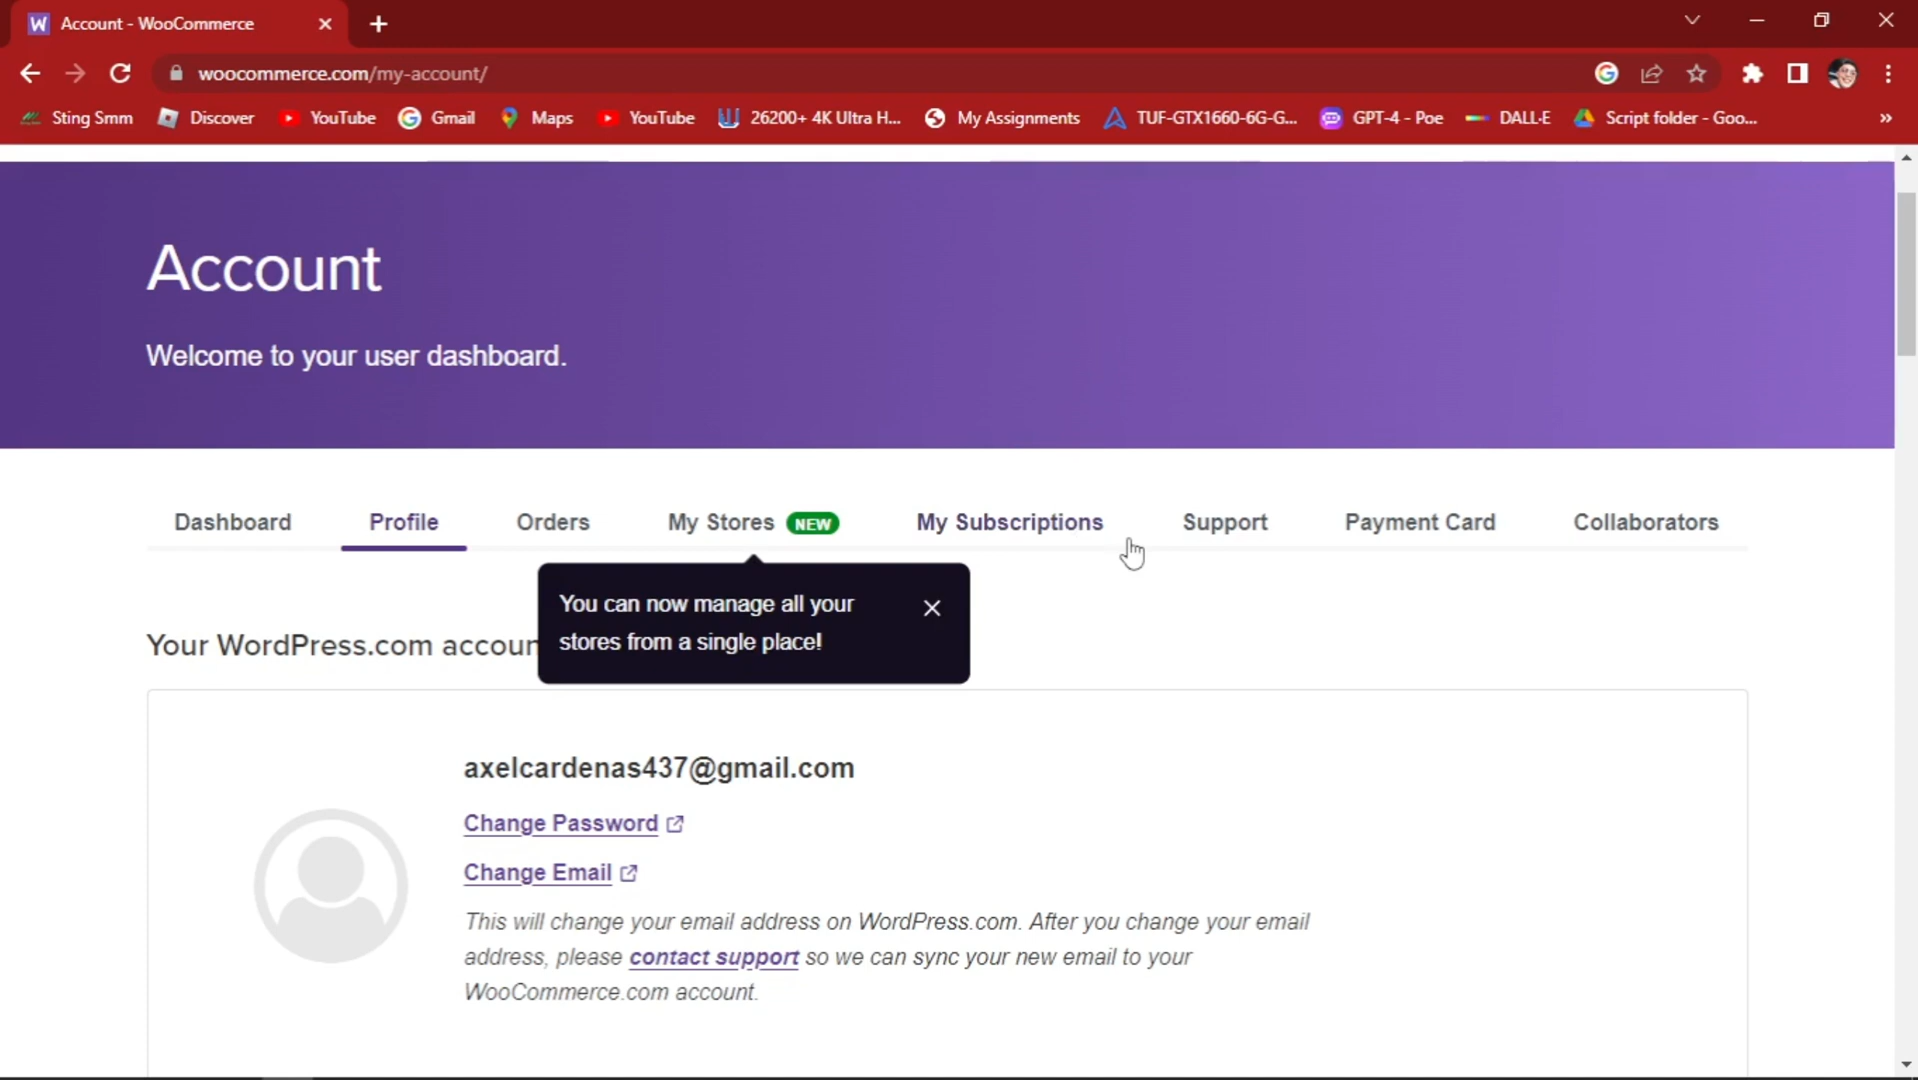 Account - WooCommerce
woocommerce.com/my-account/
Sting Smm Discover YouTube Gmail Maps YouTube 26200+ 4K Ultra H... My Assignments TUF-GTX1660-6G-G... GPT-4 - Poe DALL·E Script folder - Goo... »
Account
Welcome to your user dashboard.
Dashboard Profile Orders My Stores NEW My Subscriptions Support Payment Card Collaborators
You can now manage all your
stores from a single place!
Your WordPress.com accoun
axelcardenas437@gmail.com
Change Password
Change Email
This will change your email address on WordPress.com. After you change your email
address, please contact support so we can sync your new email to your
WooCommerce.com account.